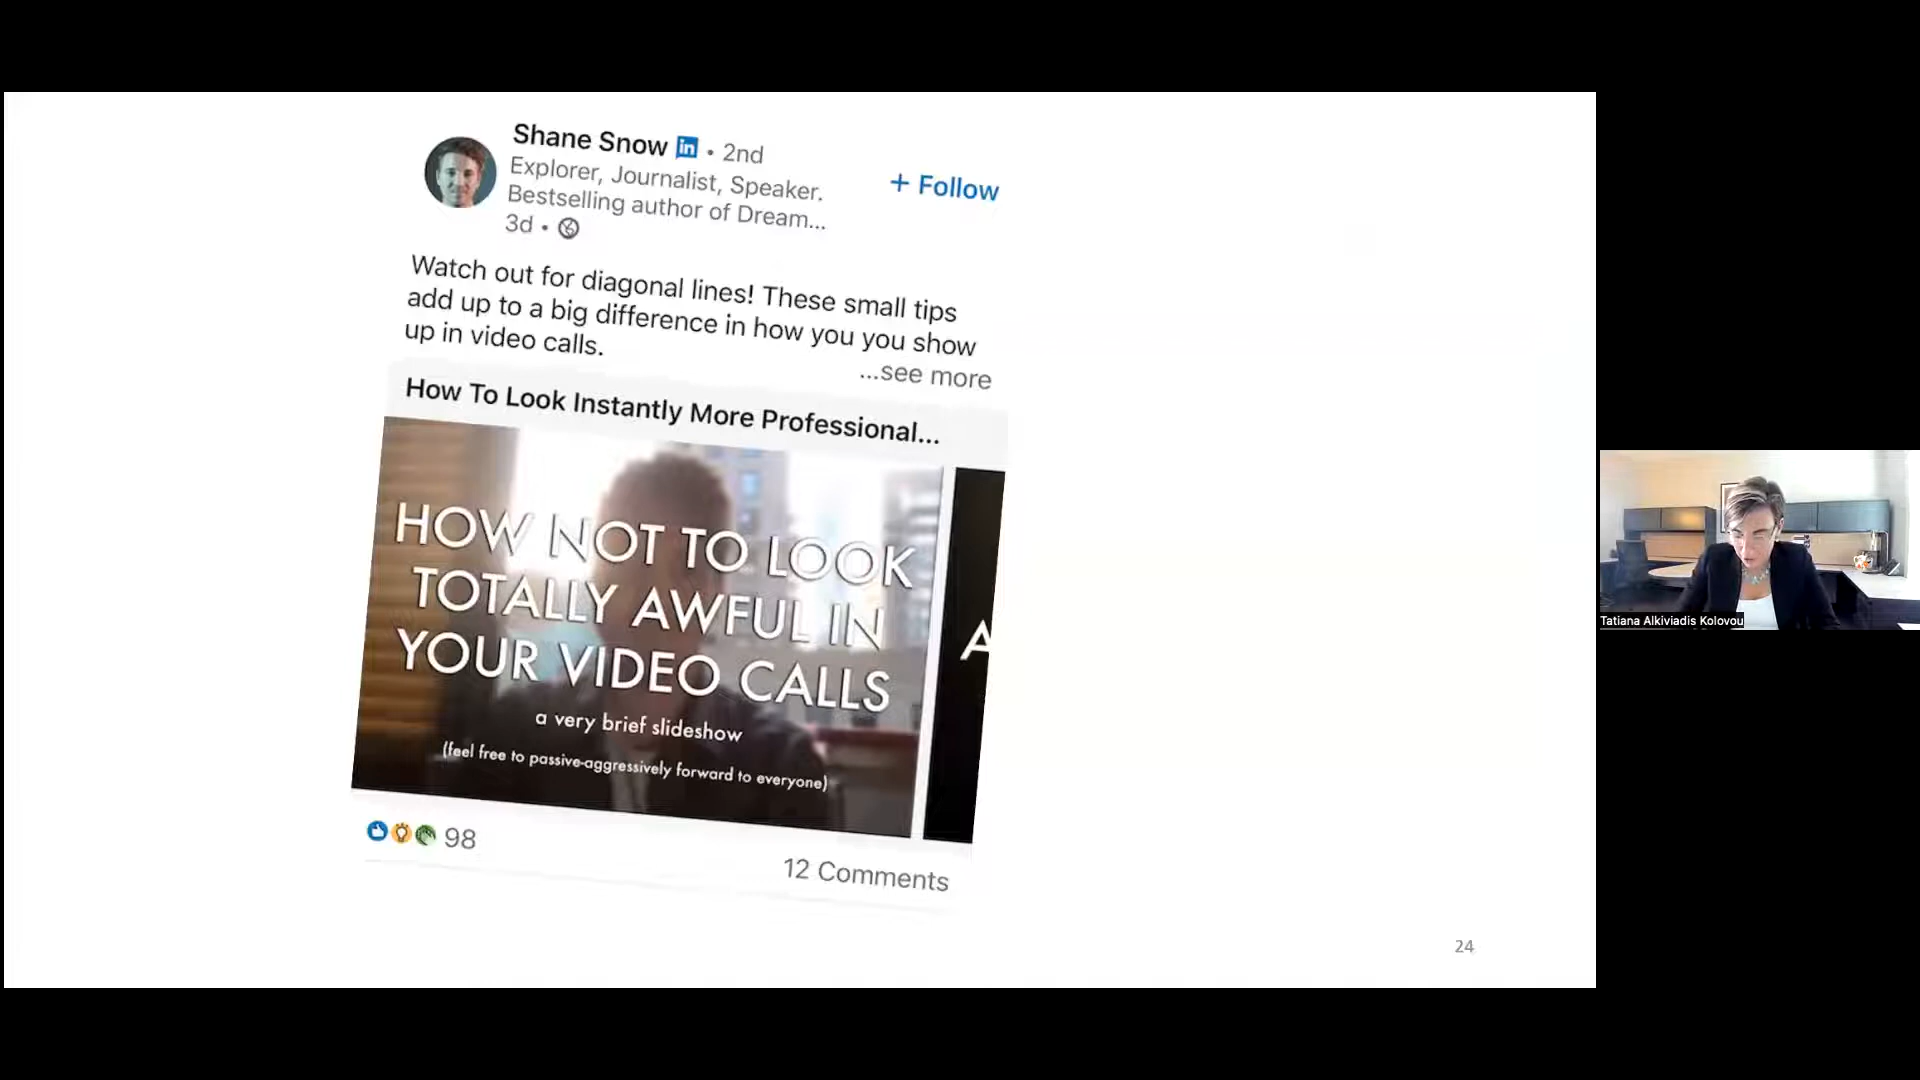 Shane Snow in • 2nd
Explorer, Journalist, Speaker.
Bestselling author of Dream...
3d •
+ Follow
Watch out for diagonal lines! These small tips
add up to a big difference in how you you show
up in video calls.
...see more
How To Look Instantly More Professional...
HOW NOT TO LOOK
TOTALLY AWFUL IN
YOUR VIDEO CALLS
a very brief slideshow
(feel free to passive-aggressively forward to everyone)
A
98
12 Comments
24
Tatiana Alkiviadis Kolovou